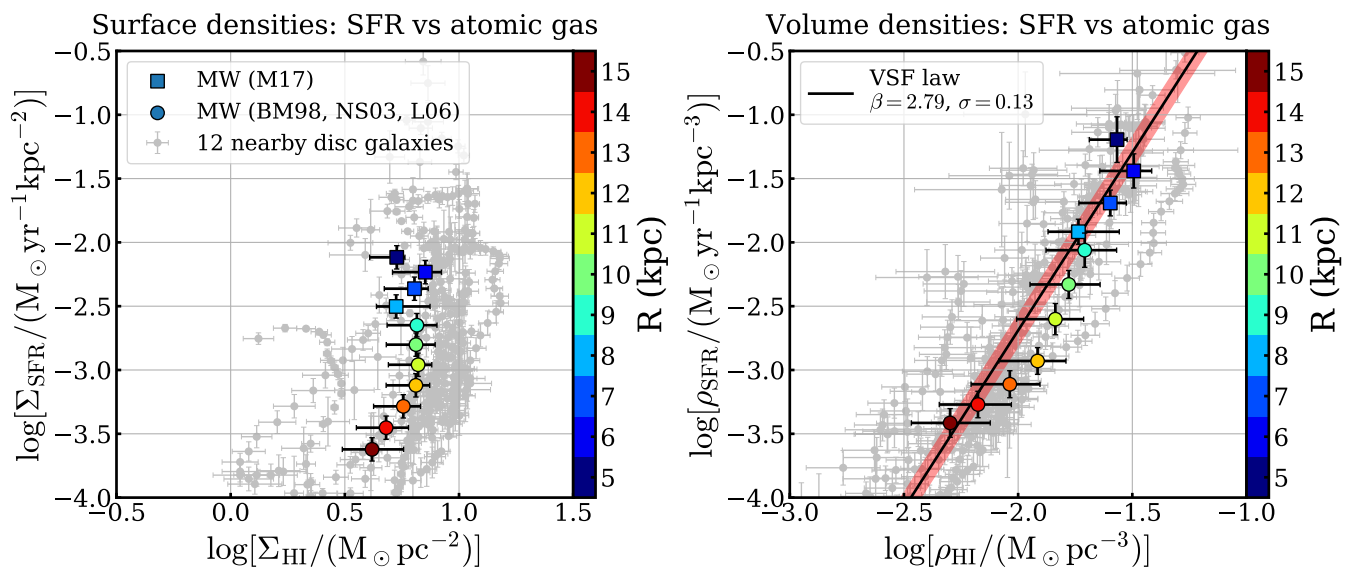 Surface densities: SFR vs atomic gas
log[Σ_SFR/(M_⊙ yr⁻¹kpc⁻²)]
−0.5
−1.0
−1.5
−2.0
−2.5
−3.0
−3.5
−4.0
MW (M17)
MW (BM98, NS03, L06)
12 nearby disc galaxies
−0.5 0.0 0.5 1.0 1.5
log[Σ_HI/(M_⊙ pc⁻²)]
15
14
13
12
11
10
9
8
7
6
5
R (kpc)
Volume densities: SFR vs atomic gas
log[ρ_SFR/(M_⊙ yr⁻¹kpc⁻³)]
−0.5
−1.0
−1.5
−2.0
−2.5
−3.0
−3.5
−4.0
VSF law
β=2.79, σ=0.13
−3.0 −2.5 −2.0 −1.5 −1.0
log[ρ_HI/(M_⊙ pc⁻³)]
15
14
13
12
11
10
9
8
7
6
5
R (kpc)